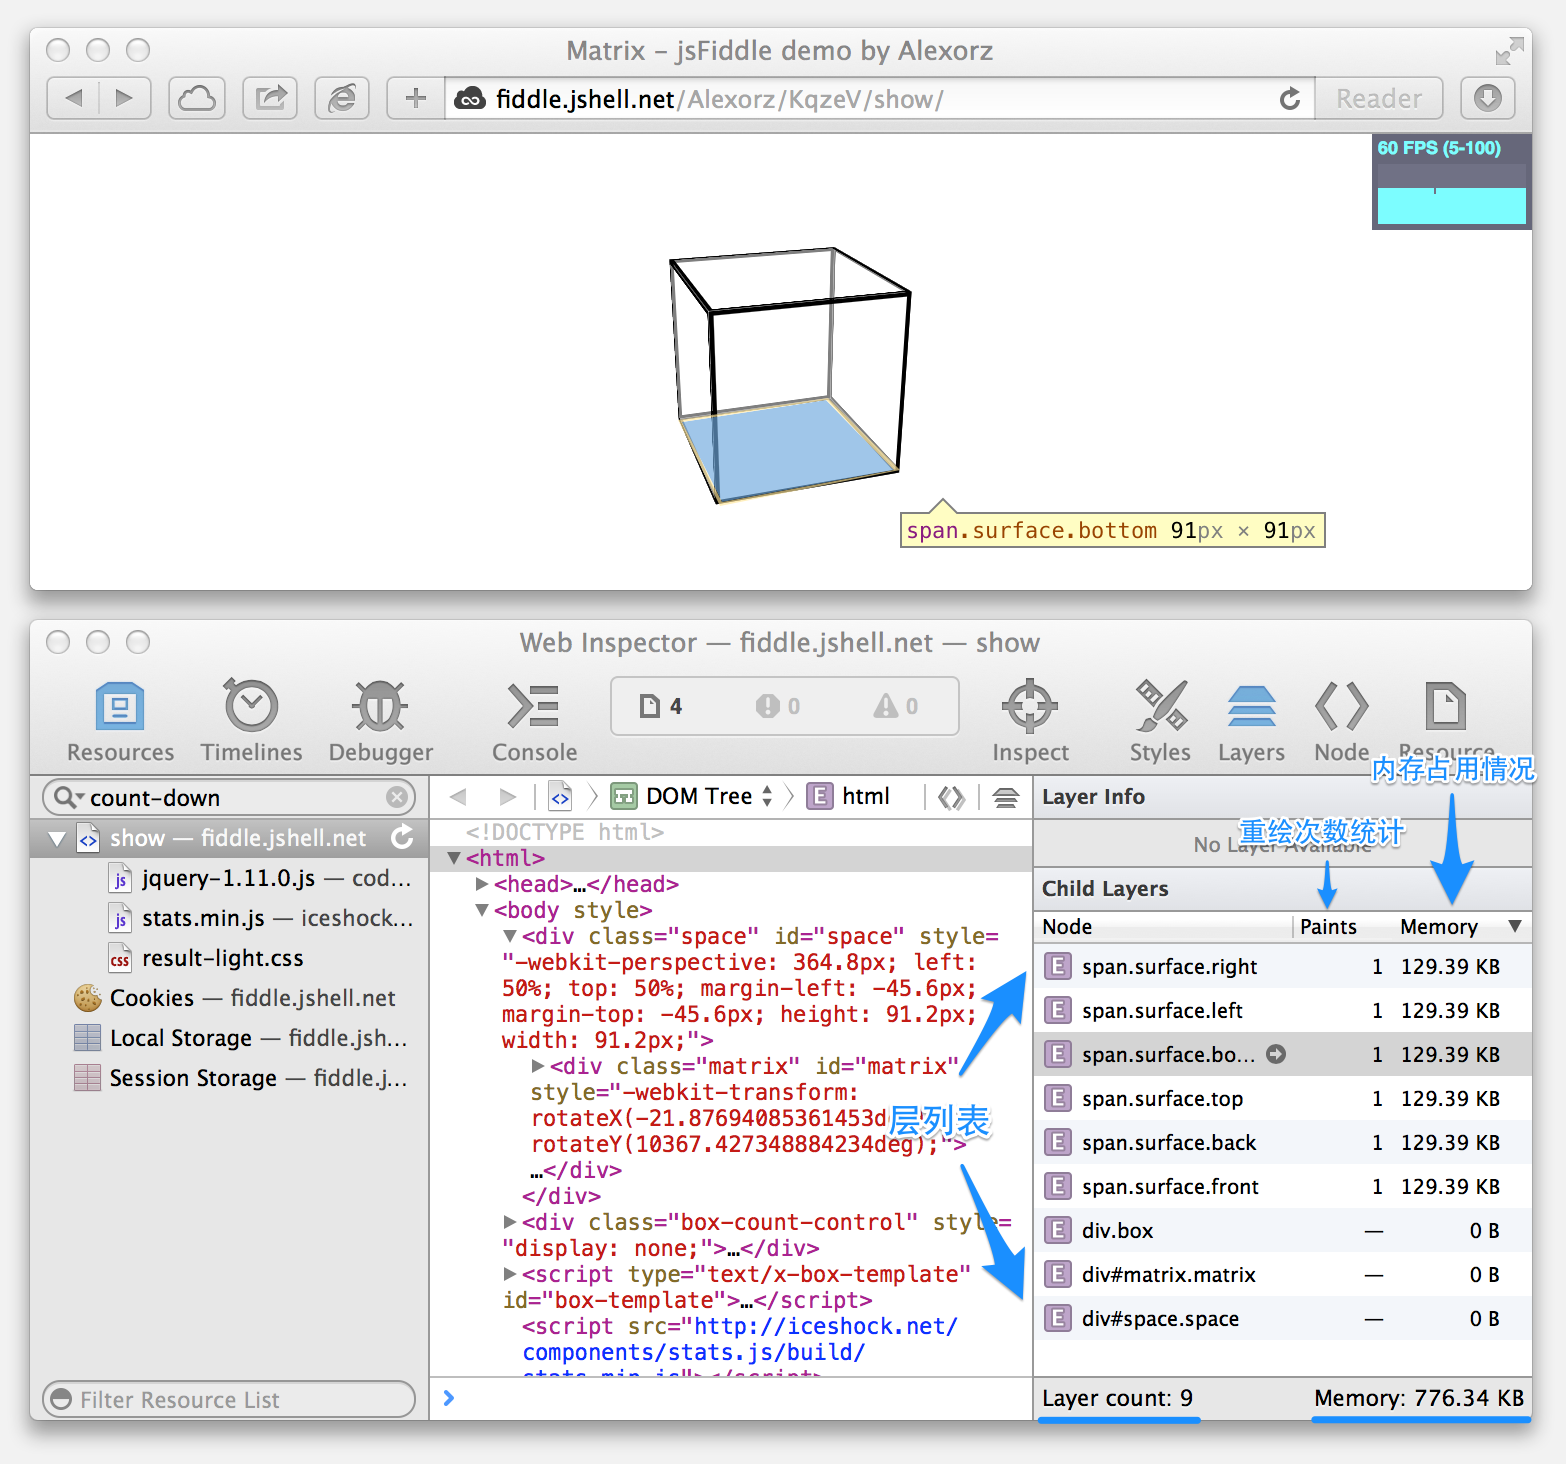 Matrix – jsFiddle demo by Alexorz
fiddle.jshell.net/Alexorz/KqzeV/show/
Reader
60 FPS (5-100)
span.surface.bottom 91px × 91px
Web Inspector — fiddle.jshell.net — show
4 0 0
Resources Timelines Debugger Console Inspect Styles Layers Node Resource
内存占用情况
count-down
DOM Tree
E html
Layer Info
show — fiddle.jshell.net
jquery-1.11.0.js — cod...
stats.min.js — iceshock...
result-light.css
Cookies — fiddle.jshell.net
Local Storage — fiddle.jsh...
Session Storage — fiddle.j...
Filter Resource List
<!DOCTYPE html>
<html>
<head>…</head>
<body style>
<div class="space" id="space" style=
"-webkit-perspective: 364.8px; left:
50%; top: 50%; margin-left: -45.6px;
margin-top: -45.6px; height: 91.2px;
width: 91.2px;">
<div class="matrix" id="matrix"
style="-webkit-transform:
rotateX(-21.87694085361453d
rotateY(10367.427348884234deg);">
…</div>
</div>
<div class="box-count-control" style=
"display: none;">…</div>
<script type="text/x-box-template"
id="box-template">…</script>
<script src="http://iceshock.net/
components/stats.js/build/
stats.min.js"></script>
层列表
重绘次数统计
No Layer Available
Child Layers
Node Paints Memory
E span.surface.right 1 129.39 KB
E span.surface.left 1 129.39 KB
E span.surface.bo... 1 129.39 KB
E span.surface.top 1 129.39 KB
E span.surface.back 1 129.39 KB
E span.surface.front 1 129.39 KB
E div.box — 0 B
E div#matrix.matrix — 0 B
E div#space.space — 0 B
Layer count: 9 Memory: 776.34 KB